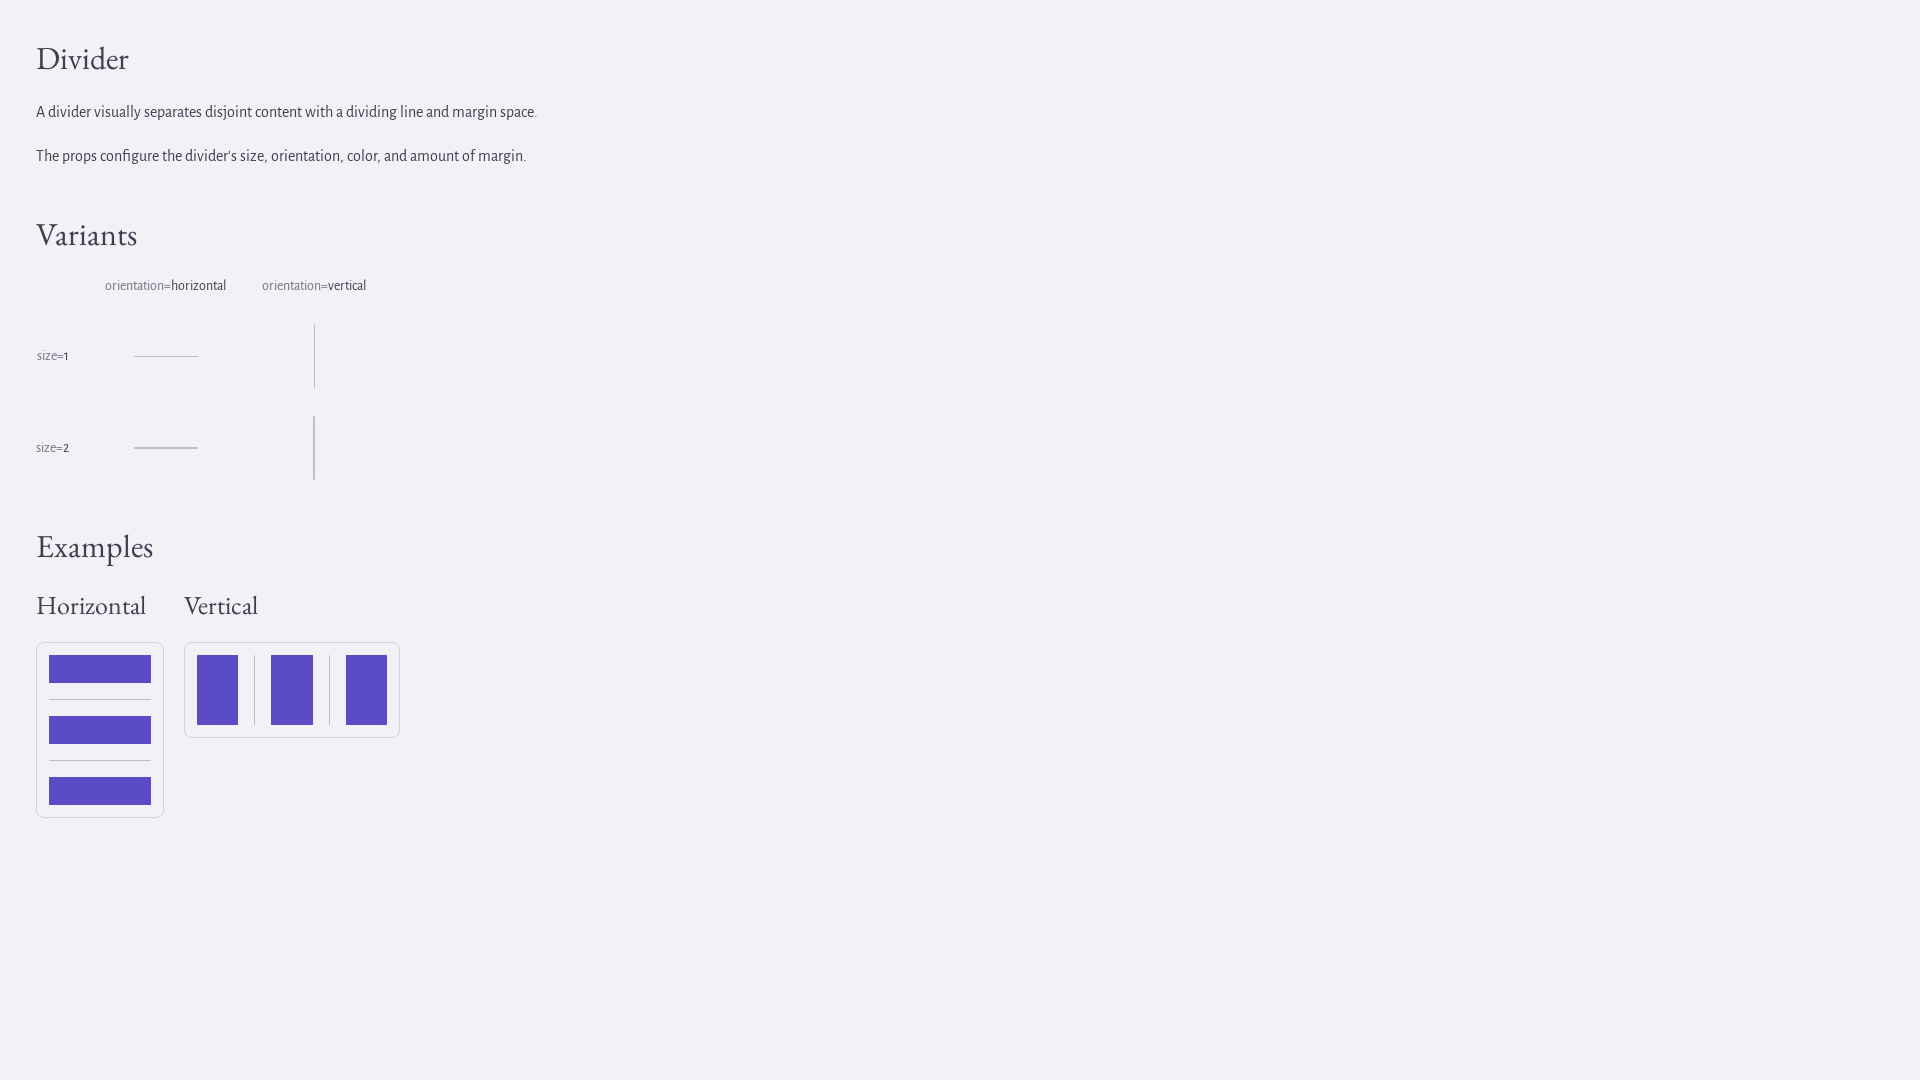 Divider
A divider visually separates disjoint content with a dividing line and margin space.
The props configure the divider's size, orientation, color, and amount of margin.
Variants
orientation=horizontal orientation=vertical
size=1
size=2
Examples
Horizontal Vertical